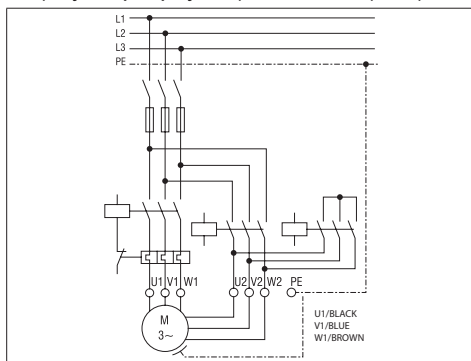 L1
L2
L3
PE
U1 V1 W1 U2 V2 W2 PE
M
3~
U1/BLACK
V1/BLUE
W1/BROWN